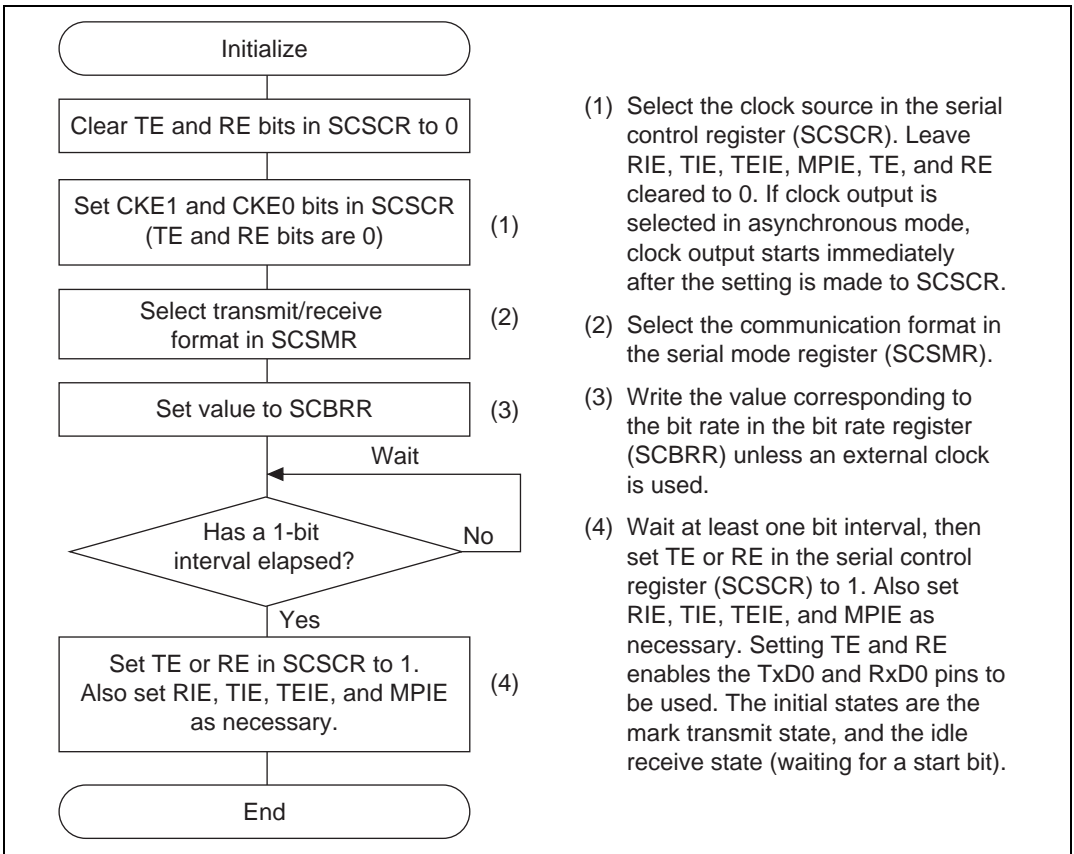 Initialize
Clear TE and RE bits in SCSCR to 0
Set CKE1 and CKE0 bits in SCSCR
(TE and RE bits are 0)
(1)
Select transmit/receive
format in SCSMR
(2)
Set value to SCBRR
(3)
Wait
Has a 1-bit
interval elapsed?
No
Yes
Set TE or RE in SCSCR to 1.
Also set RIE, TIE, TEIE, and MPIE
as necessary.
(4)
End
(1) Select the clock source in the serial
control register (SCSCR). Leave
RIE, TIE, TEIE, MPIE, TE, and RE
cleared to 0. If clock output is
selected in asynchronous mode,
clock output starts immediately
after the setting is made to SCSCR.
(2) Select the communication format in
the serial mode register (SCSMR).
(3) Write the value corresponding to
the bit rate in the bit rate register
(SCBRR) unless an external clock
is used.
(4) Wait at least one bit interval, then
set TE or RE in the serial control
register (SCSCR) to 1. Also set
RIE, TIE, TEIE, and MPIE as
necessary. Setting TE and RE
enables the TxD0 and RxD0 pins to
be used. The initial states are the
mark transmit state, and the idle
receive state (waiting for a start bit).